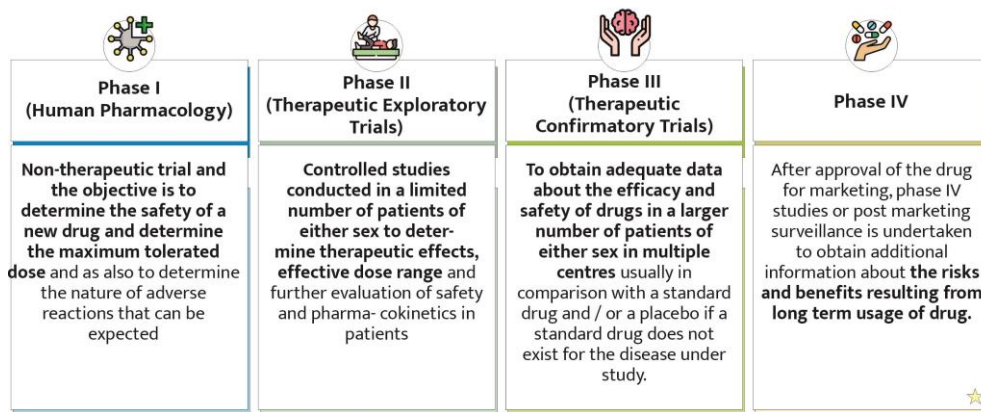 Phase I
(Human Pharmacology)
Non-therapeutic trial and
the objective is to
determine the safety of a
new drug and determine
the maximum tolerated
dose and as also to determine
the nature of adverse
reactions that can be
expected
Phase II
(Therapeutic Exploratory
Trials)
Controlled studies
conducted in a limited
number of patients of
either sex to deter-
mine therapeutic effects,
effective dose range and
further evaluation of safety
and pharma- cokinetics in
patients
Phase III
(Therapeutic
Confirmatory Trials)
To obtain adequate data
about the efficacy and
safety of drugs in a larger
number of patients of
either sex in multiple
centres usually in
comparison with a standard
drug and / or a placebo if a
standard drug does not
exist for the disease under
study.
Phase IV
After approval of the drug
for marketing, phase IV
studies or post marketing
surveillance is undertaken
to obtain additional
information about the risks
and benefits resulting from
long term usage of drug.